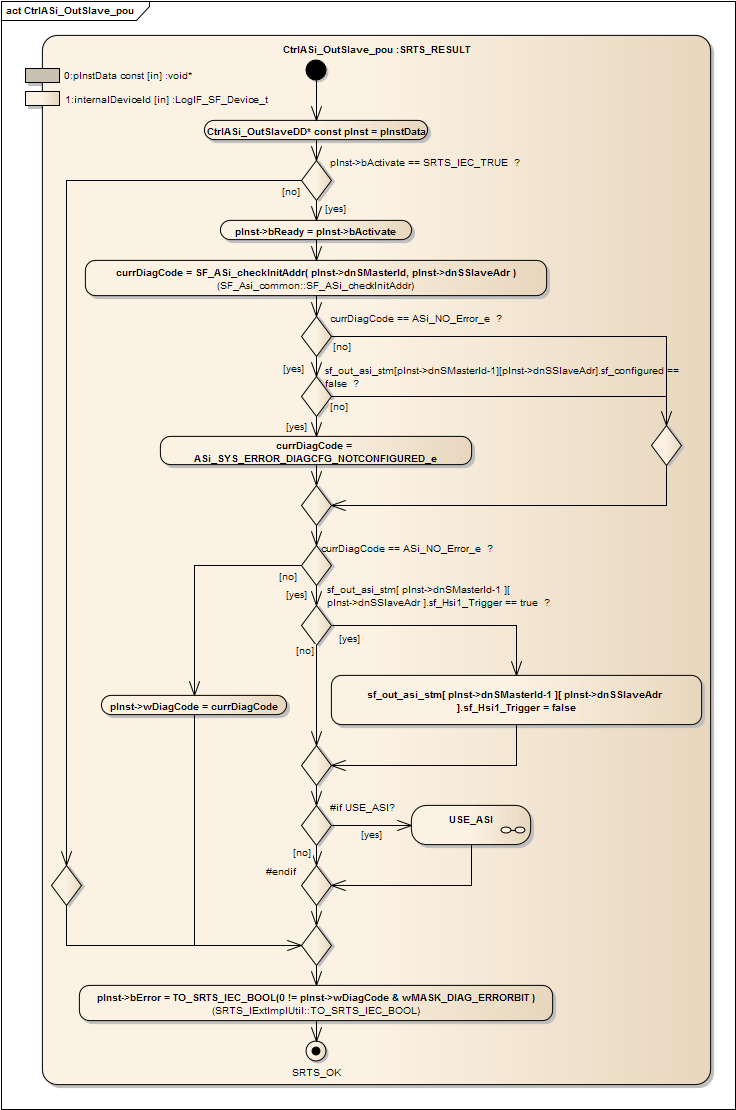 act CtrlASi_OutSlave_pou
CtrlASi_OutSlave_pou :SRTS_RESULT
0:pInstData const [in] :void*
1:internalDeviceId [in] :LogIF_SF_Device_t
CtrlASi_OutSlaveDD* const pInst = pInstData
pInst->bActivate == SRTS_IEC_TRUE ?
[no]
[yes]
pInst->bReady = pInst->bActivate
currDiagCode = SF_ASi_checkInitAddr( pInst->dnSMasterId, pInst->dnSSlaveAdr )
(SF_Asi_common::SF_ASi_checkInitAddr)
currDiagCode == ASi_NO_Error_e ?
[no]
[yes]
sf_out_asi_stm[pInst->dnSMasterId-1][pInst->dnSSlaveAdr].sf_configured ==
false ?
[no]
[yes]
currDiagCode =
ASi_SYS_ERROR_DIAGCFG_NOTCONFIGURED_e
currDiagCode == ASi_NO_Error_e ?
[no]
[yes]
sf_out_asi_stm[ pInst->dnSMasterId-1 ][
pInst->dnSSlaveAdr ].sf_Hsi1_Trigger == true ?
[yes]
[no]
sf_out_asi_stm[ pInst->dnSMasterId-1 ][ pInst->dnSSlaveAdr
].sf_Hsi1_Trigger = false
pInst->wDiagCode = currDiagCode
#if USE_ASI?
[yes]
USE_ASI
[no]
#endif
pInst->bError = TO_SRTS_IEC_BOOL(0 != pInst->wDiagCode & wMASK_DIAG_ERRORBIT )
(SRTS_IExtImplUtil::TO_SRTS_IEC_BOOL)
SRTS_OK